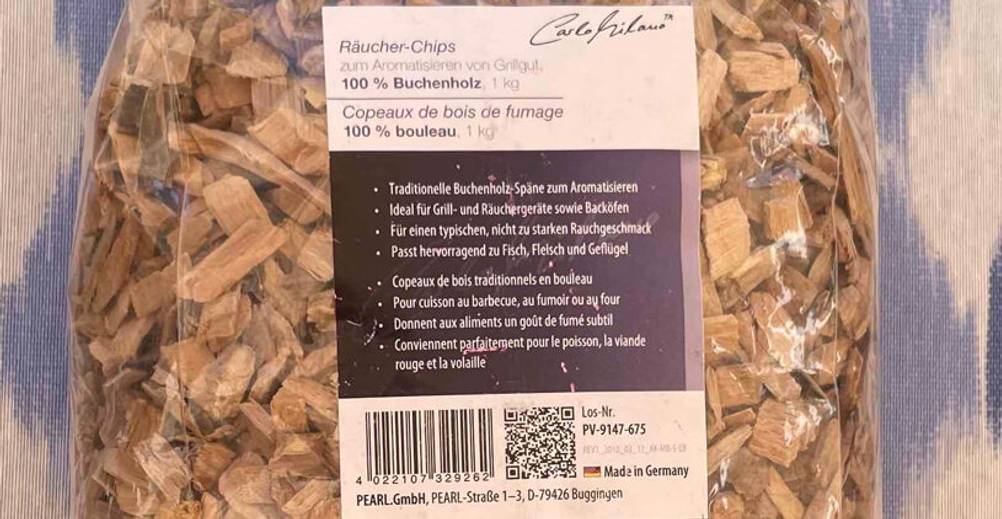 Carlo Milano™
Räucher-Chips
zum Aromatisieren von Grillgut,
100 % Buchenholz, 1 kg
Copeaux de bois de fumage
100 % bouleau, 1 kg
• Traditionelle Buchenholz-Späne zum Aromatisieren
• Ideal für Grill- und Räuchergeräte sowie Backöfen
• Für einen typischen, nicht zu starken Rauchgeschmack
• Passt hervorragend zu Fisch, Fleisch und Geflügel
• Copeaux de bois traditionnels en bouleau
• Pour cuisson au barbecue, au fumoir ou au four
• Donnent aux aliments un goût de fumé subtil
• Conviennent parfaitement pour le poisson, la viande
rouge et la volaille
Los-Nr.
PV-9147-675
Made in Germany
4 022107 329262
PEARL.GmbH, PEARL-Straße 1–3, D-79426 Buggingen